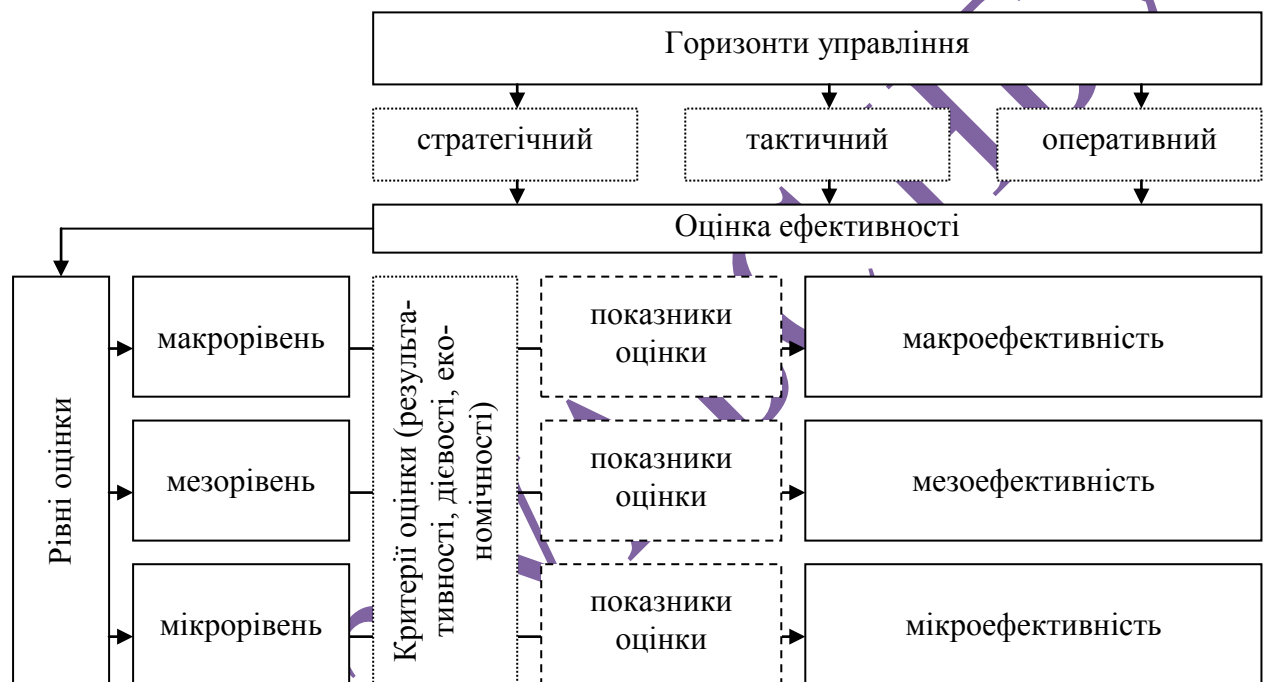 Горизонти управління
стратегічний
тактичний
оперативний
Оцінка ефективності
Рівні оцінки
макрорівень
Критерії оцінки (результа-
тивності, дієвості, еко-
номічності)
показники
оцінки
макроефективність
мезорівень
показники
оцінки
мезоефективність
мікрорівень
показники
оцінки
мікроефективність